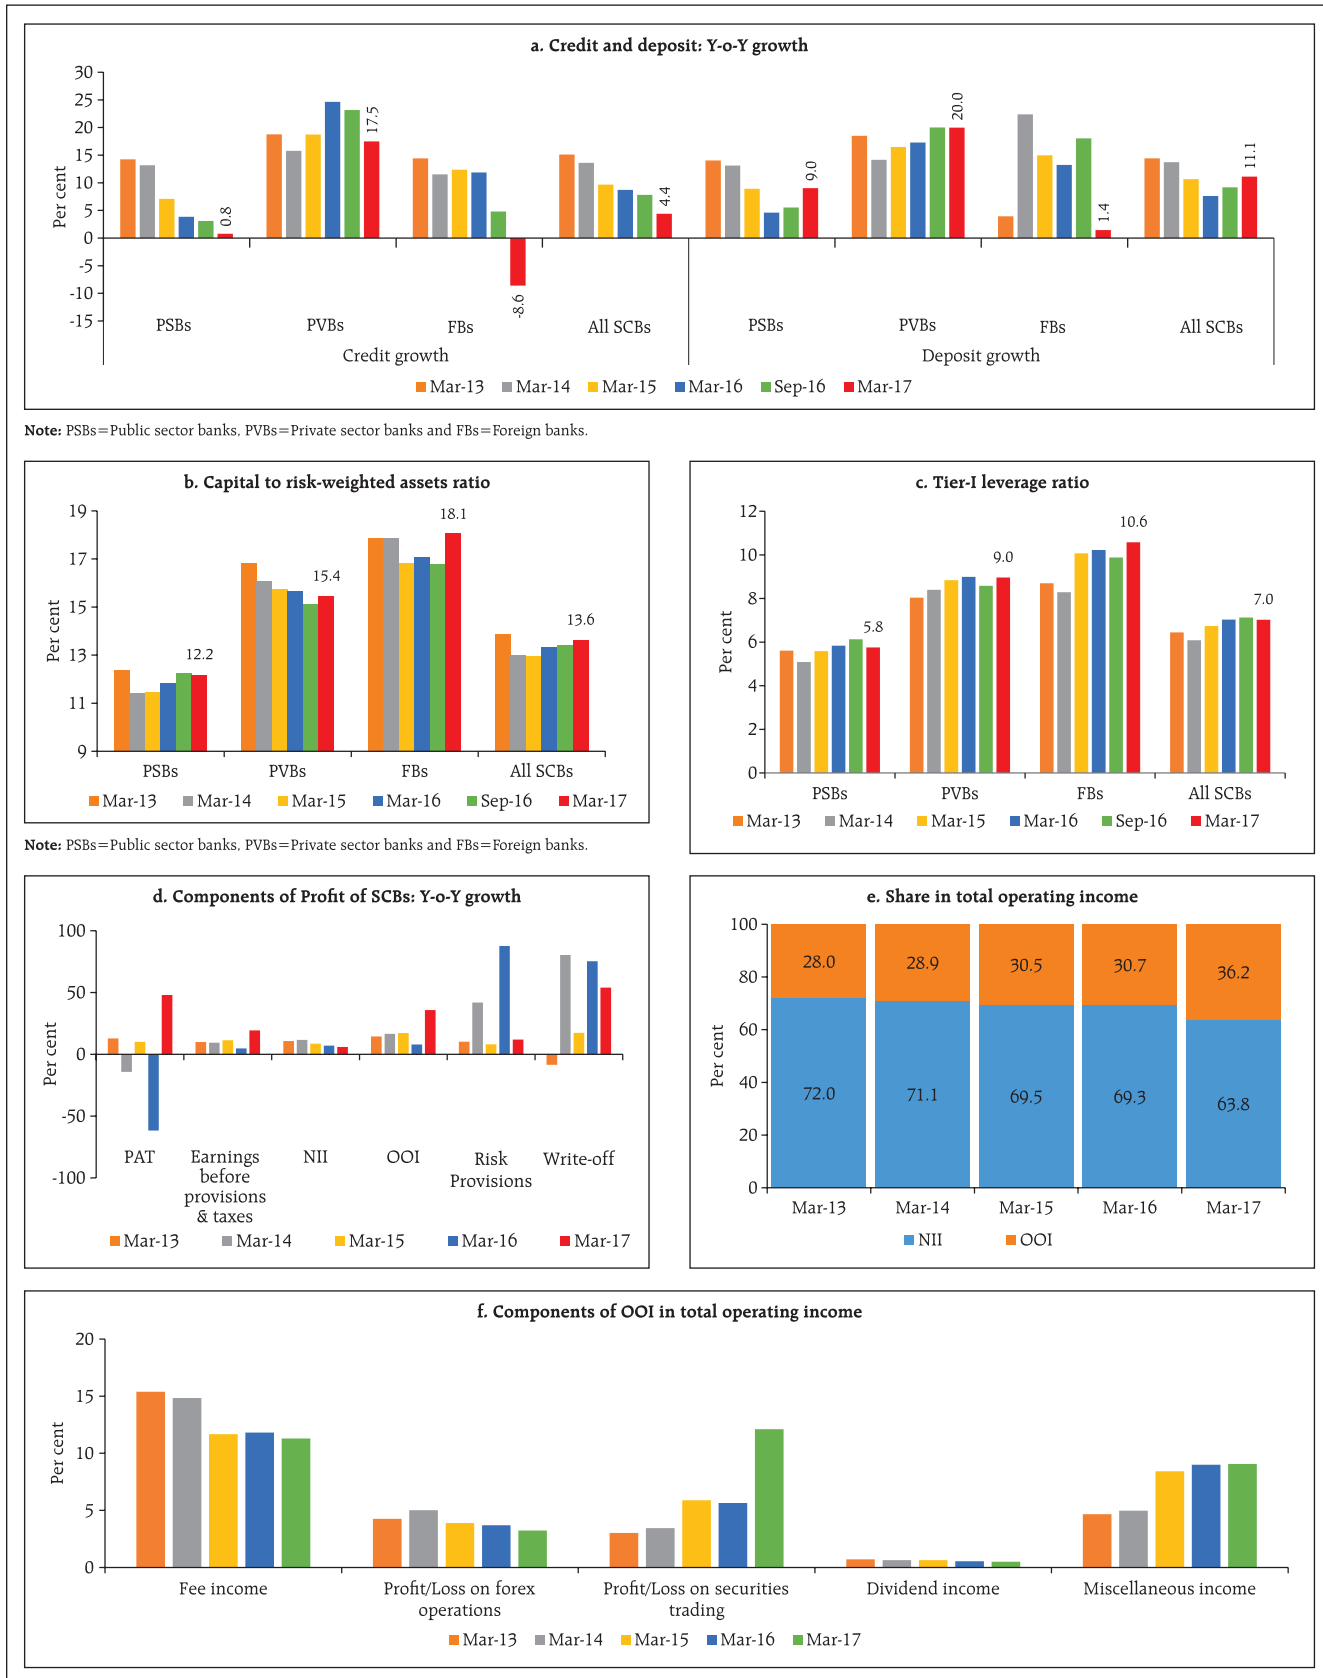 a. Credit and deposit: Y-o-Y growth
Per cent
30
25
20
15
10
5
0
-5
-10
-15
0.8
17.5
-8.6
4.4
9.0
20.0
1.4
11.1
PSBs PVBs FBs All SCBs PSBs PVBs FBs All SCBs
Credit growth Deposit growth
Mar-13 Mar-14 Mar-15 Mar-16 Sep-16 Mar-17
Note: PSBs=Public sector banks, PVBs=Private sector banks and FBs=Foreign banks.
b. Capital to risk-weighted assets ratio
Per cent
19
17
15
13
11
9
12.2
15.4
18.1
13.6
PSBs PVBs FBs All SCBs
Mar-13 Mar-14 Mar-15 Mar-16 Sep-16 Mar-17
Note: PSBs=Public sector banks, PVBs=Private sector banks and FBs=Foreign banks.
c. Tier-I leverage ratio
Per cent
12
10
8
6
4
2
0
5.8
9.0
10.6
7.0
PSBs PVBs FBs All SCBs
Mar-13 Mar-14 Mar-15 Mar-16 Sep-16 Mar-17
d. Components of Profit of SCBs: Y-o-Y growth
Per cent
100
50
0
-50
-100
PAT
Earnings
before
provisions
& taxes
NII
OOI
Risk
Provisions
Write-off
Mar-13 Mar-14 Mar-15 Mar-16 Mar-17
e. Share in total operating income
Per cent
100
80
60
40
20
0
28.0 28.9 30.5 30.7 36.2
72.0 71.1 69.5 69.3 63.8
Mar-13 Mar-14 Mar-15 Mar-16 Mar-17
NII OOI
f. Components of OOI in total operating income
Per cent
20
15
10
5
0
Fee income
Profit/Loss on forex
operations
Profit/Loss on securities
trading
Dividend income
Miscellaneous income
Mar-13 Mar-14 Mar-15 Mar-16 Mar-17